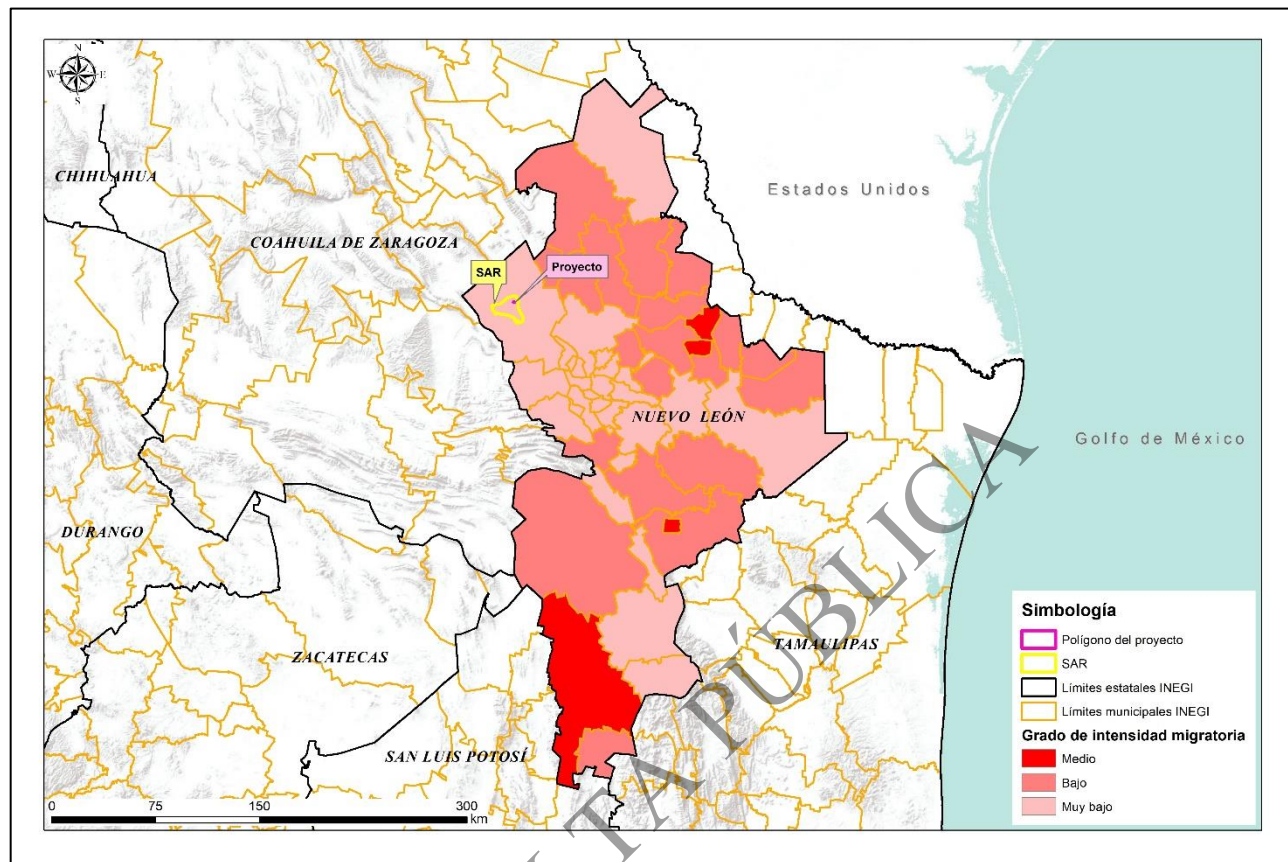 N
W E
S
CHIHUAHUA
Estados Unidos
COAHUILA DE ZARAGOZA
SAR
Proyecto
NUEVO LEÓN
Golfo de México
DURANGO
ZACATECAS
TAMAULIPAS
SAN LUIS POTOSÍ
0 75 150 300
km
Simbología
Polígono del proyecto
SAR
Límites estatales INEGI
Límites municipales INEGI
Grado de intensidad migratoria
Medio
Bajo
Muy bajo
TA PÚBLICA